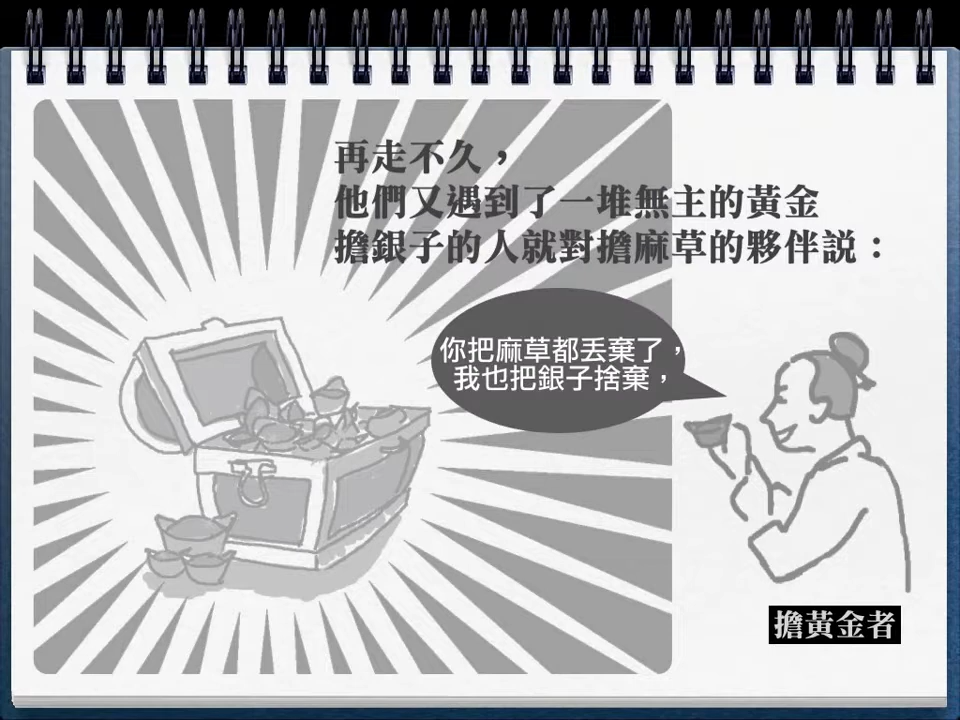 再走不久，
他們又遇到了一堆無主的黃金
擔銀子的人就對擔麻草的夥伴說：
你把麻草都丟棄了，
我也把銀子捨棄，
擔黃金者